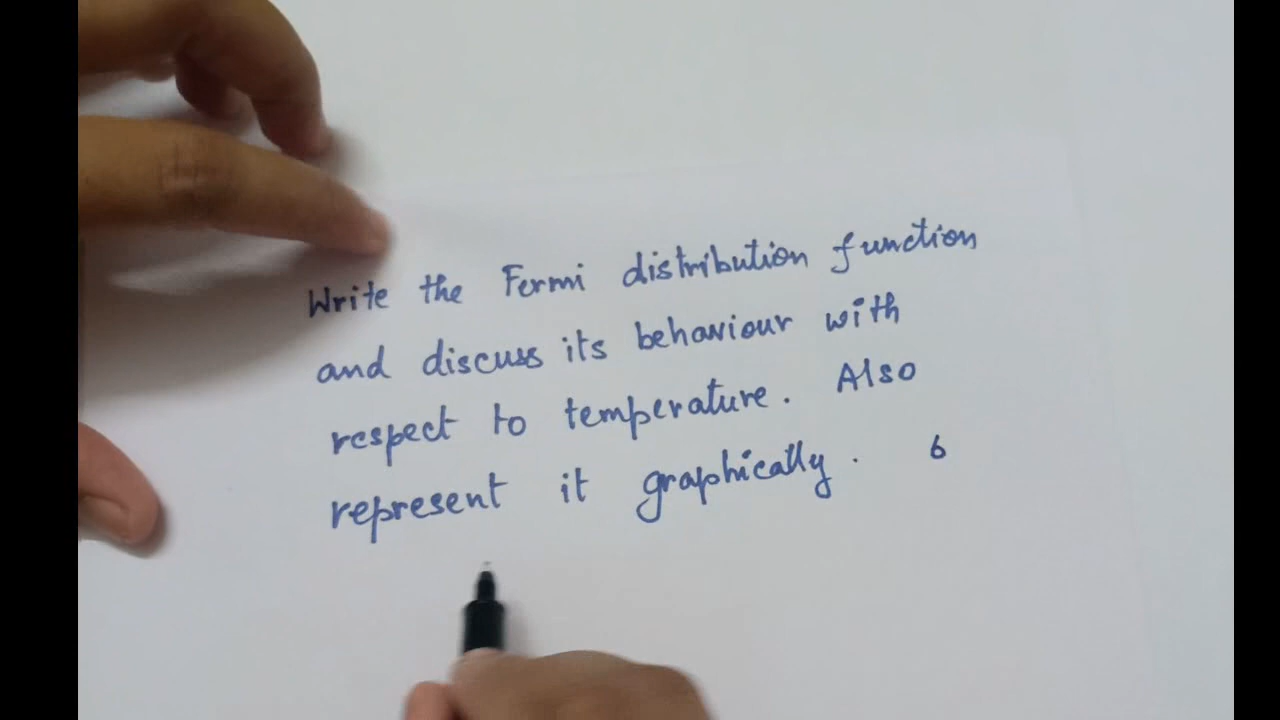 Write the Fermi distribution function
and discuss its behaviour with
respect to temperature. Also
represent it graphically. 6